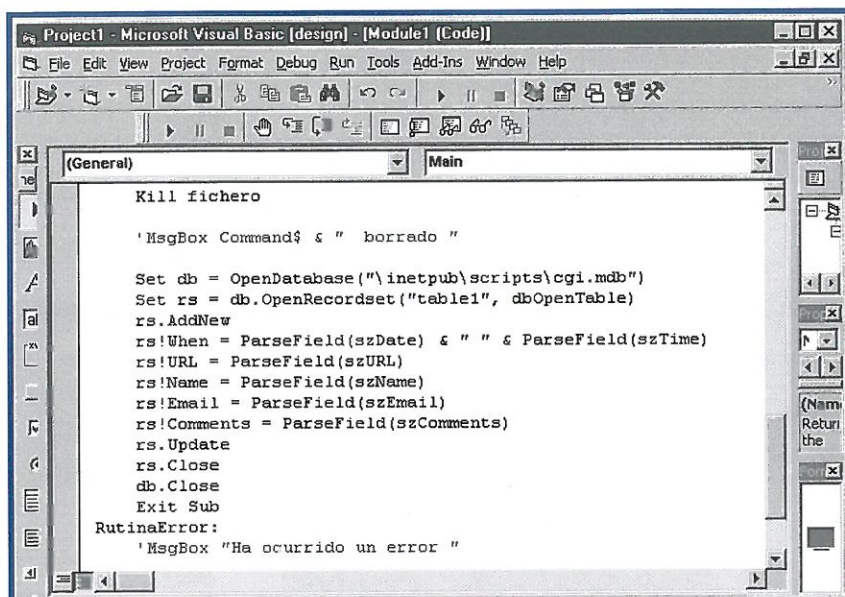 Project1 - Microsoft Visual Basic [design] - [Module1 (Code)]
File Edit View Project Format Debug Run Tools Add-Ins Window Help
(General) Main
Kill fichero
'MsgBox Command$ & "  borrado "
Set db = OpenDatabase("\inetpub\scripts\cgi.mdb")
Set rs = db.OpenRecordset("table1", dbOpenTable)
rs.AddNew
rs!When = ParseField(szDate) & " " & ParseField(szTime)
rs!URL = ParseField(szURL)
rs!Name = ParseField(szName)
rs!Email = ParseField(szEmail)
rs!Comments = ParseField(szComments)
rs.Update
rs.Close
db.Close
Exit Sub
RutinaError:
'MsgBox "Ha ocurrido un error "
(Nam
Retur
the